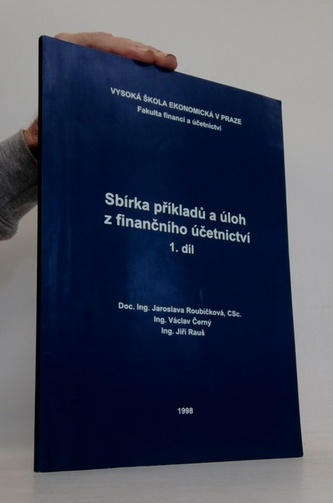 VYSOKÁ ŠKOLA EKONOMICKÁ V PRAZE
Fakulta financí a účetnictví
Sbírka příkladů a úloh
z finančního účetnictví
1. díl
Doc. Ing. Jaroslava Roubíčková, CSc.
Ing. Václav Černý
Ing. Jiří Rauš
1998